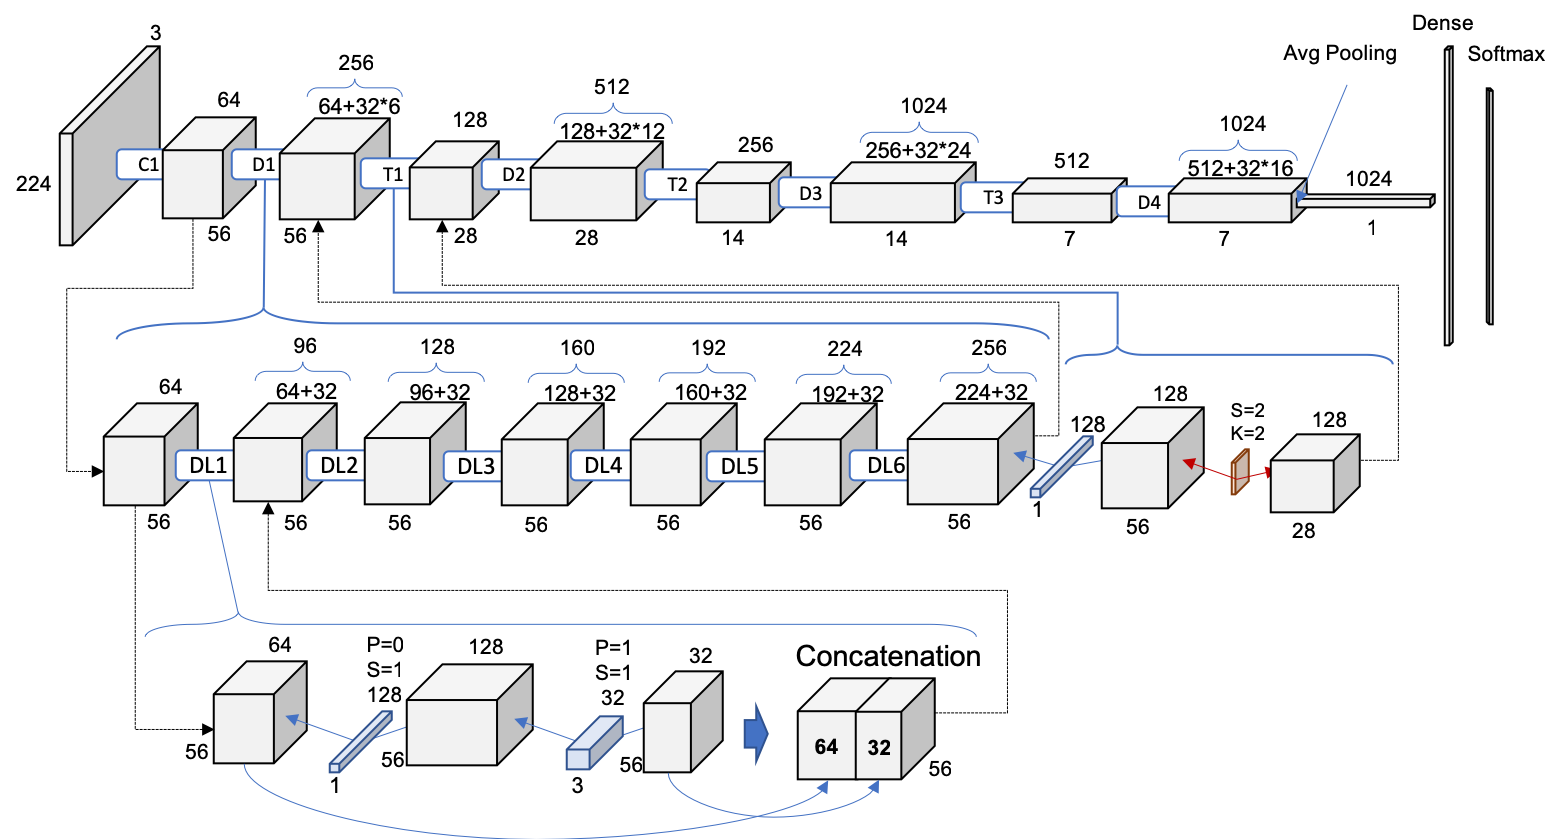 Dense
Softmax
Avg Pooling
3
224
C1
64
56
D1
256
64+32*6
56
T1
128
28
D2
512
128+32*12
28
T2
256
14
D3
1024
256+32*24
14
T3
512
7
D4
1024
512+32*16
7
1024
1
64
56
DL1
96
64+32
56
DL2
128
96+32
56
DL3
160
128+32
56
DL4
192
160+32
56
DL5
224
192+32
56
DL6
256
224+32
56
128
1
128
56
S=2
K=2
128
28
64
56
P=0
S=1
128
1
128
56
P=1
S=1
32
3
32
56
Concatenation
64
32
56